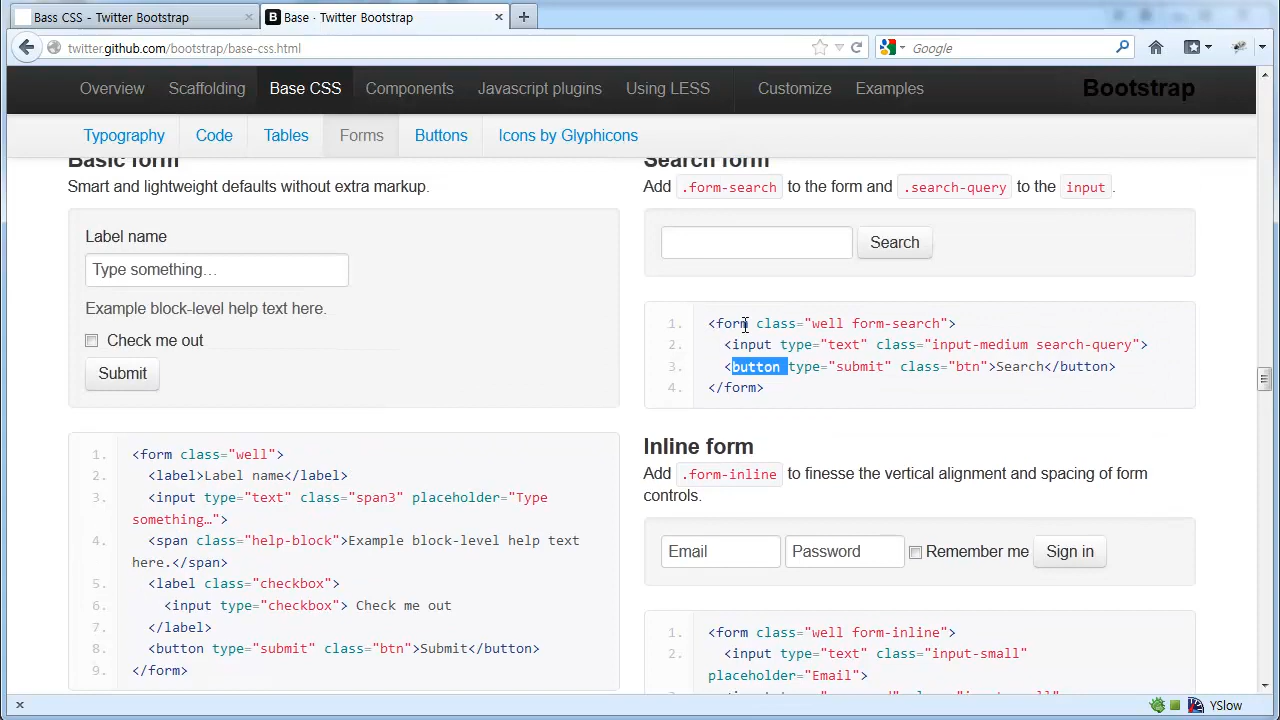 Bass CSS - Twitter Bootstrap
Base · Twitter Bootstrap
twitter.github.com/bootstrap/base-css.html
Google
Overview
Scaffolding
Base CSS
Components
Javascript plugins
Using LESS
Customize
Examples
Bootstrap
Typography
Code
Tables
Forms
Buttons
Icons by Glyphicons
Basic form
Smart and lightweight defaults without extra markup.
Label name
Type something…
Example block-level help text here.
Check me out
Submit
1. <form class="well">
2. <label>Label name</label>
3. <input type="text" class="span3" placeholder="Type
something…">
4. <span class="help-block">Example block-level help text
here.</span>
5. <label class="checkbox">
6. <input type="checkbox"> Check me out
7. </label>
8. <button type="submit" class="btn">Submit</button>
9. </form>
Search form
Add .form-search to the form and .search-query to the input.
Search
1. <form class="well form-search">
2. <input type="text" class="input-medium search-query">
3. <button type="submit" class="btn">Search</button>
4. </form>
Inline form
Add .form-inline to finesse the vertical alignment and spacing of form
controls.
Email
Password
Remember me
Sign in
1. <form class="well form-inline">
2. <input type="text" class="input-small"
placeholder="Email">
YSlow